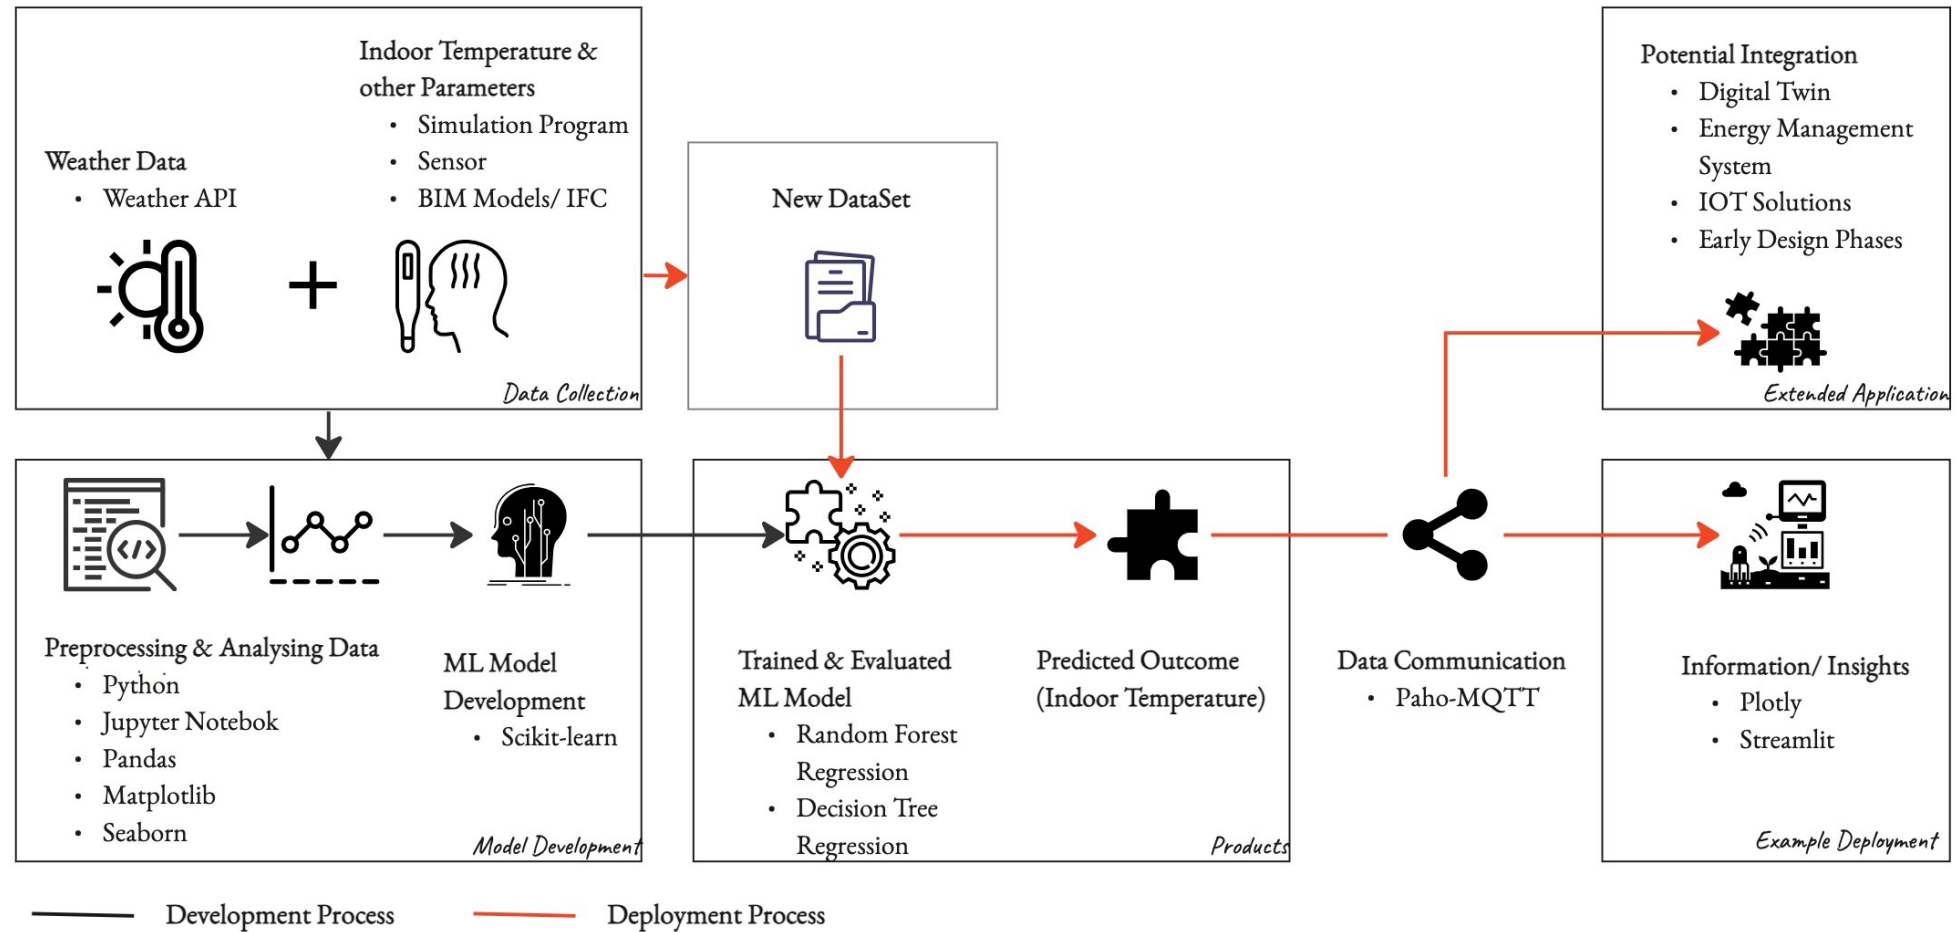 Weather Data
• Weather API
Indoor Temperature &
other Parameters
• Simulation Program
• Sensor
• BIM Models/ IFC
Data Collection
New DataSet
Potential Integration
• Digital Twin
• Energy Management
System
• IOT Solutions
• Early Design Phases
Extended Application
Preprocessing & Analysing Data
• Python
• Jupyter Notebok
• Pandas
• Matplotlib
• Seaborn
ML Model
Development
• Scikit-learn
Model Development
Trained & Evaluated
ML Model
• Random Forest
Regression
• Decision Tree
Regression
Predicted Outcome
(Indoor Temperature)
Products
Data Communication
• Paho-MQTT
Information/ Insights
• Plotly
• Streamlit
Example Deployment
Development Process
Deployment Process